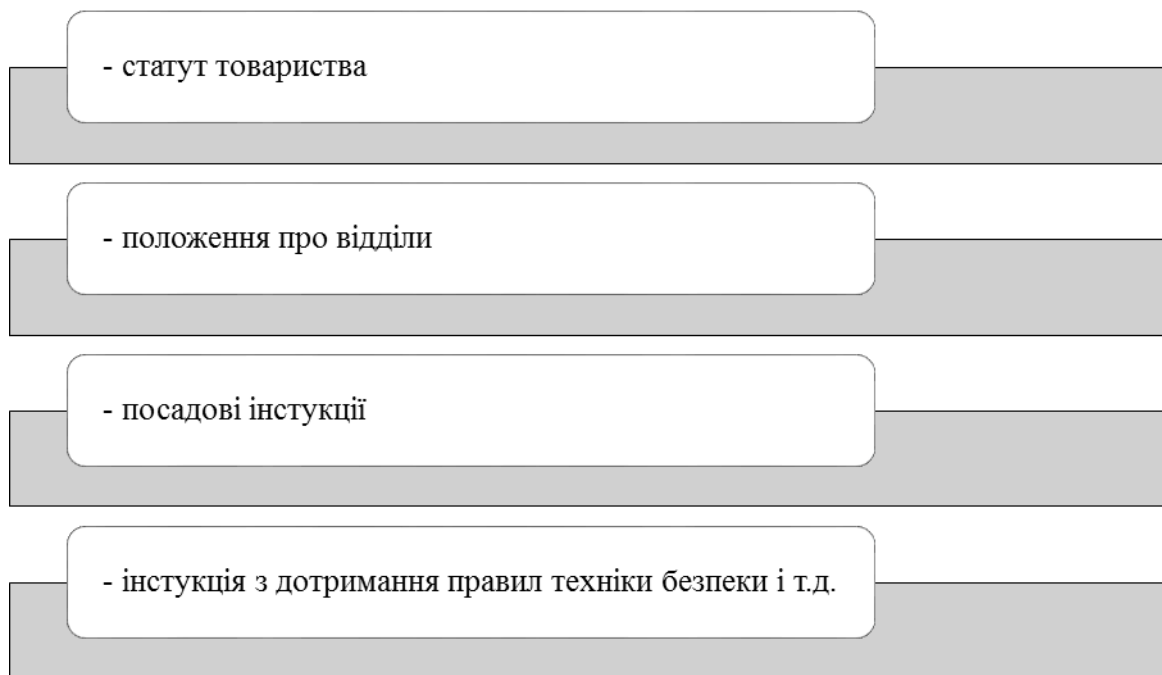 - статут товариства
- положення про відділи
- посадові інстукції
- інстукція з дотримання правил техніки безпеки і т.д.